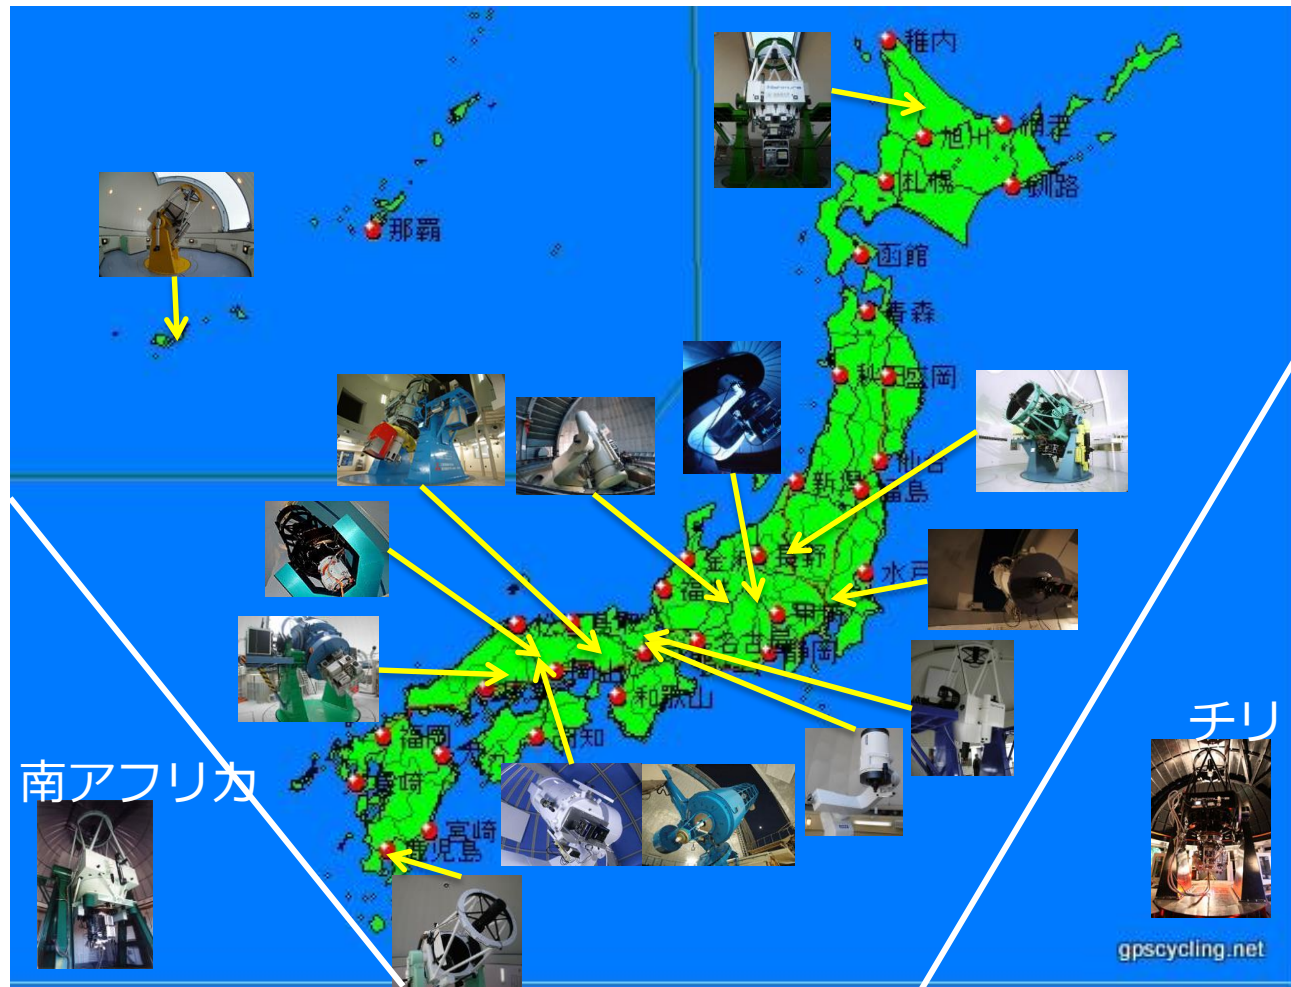 稚内
網走
旭川
札幌
釧路
那覇
函館
青森
秋田
盛岡
仙台
新潟
福島
金沢
長野
水戸
福
甲府
鳥取
名古屋
静岡
岡山
和歌山
福岡
高知
チリ
南アフリカ
長崎
宮崎
鹿児島
gpscycling.net